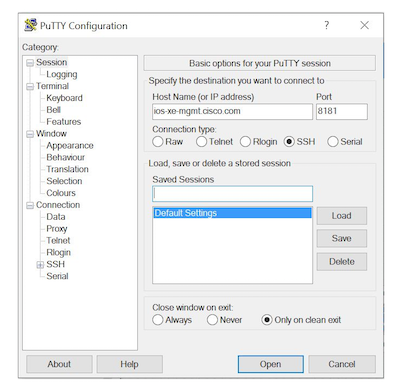 PuTTY Configuration
?
Category:
Session
Logging
Terminal
Keyboard
Bell
Features
Window
Appearance
Behaviour
Translation
Selection
Colours
Connection
Data
Proxy
Telnet
Rlogin
SSH
Serial
Basic options for your PuTTY session
Specify the destination you want to connect to
Host Name (or IP address) Port
ios-xe-mgmt.cisco.com 8181
Connection type:
Raw Telnet Rlogin SSH Serial
Load, save or delete a stored session
Saved Sessions
Default Settings
Load
Save
Delete
Close window on exit:
Always Never Only on clean exit
About Help Open Cancel